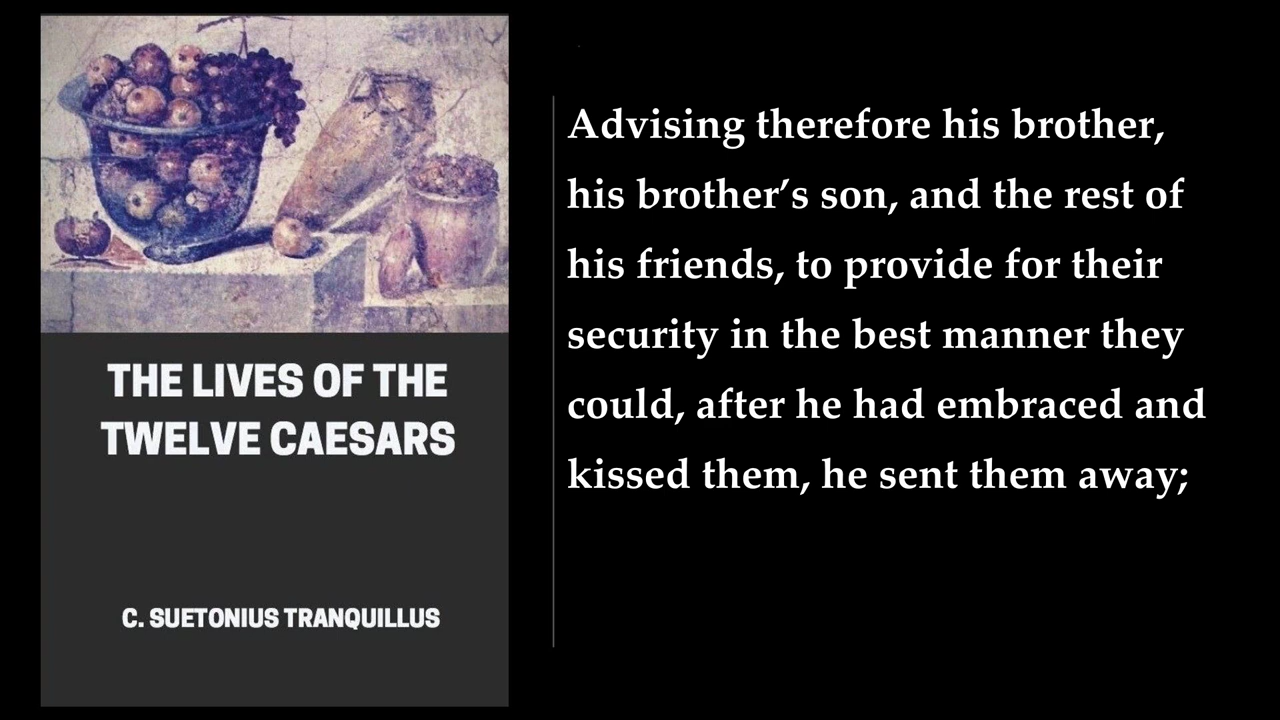 THE LIVES OF THE
TWELVE CAESARS
C. SUETONIUS TRANQUILLUS
Advising therefore his brother,
his brother’s son, and the rest of
his friends, to provide for their
security in the best manner they
could, after he had embraced and
kissed them, he sent them away;